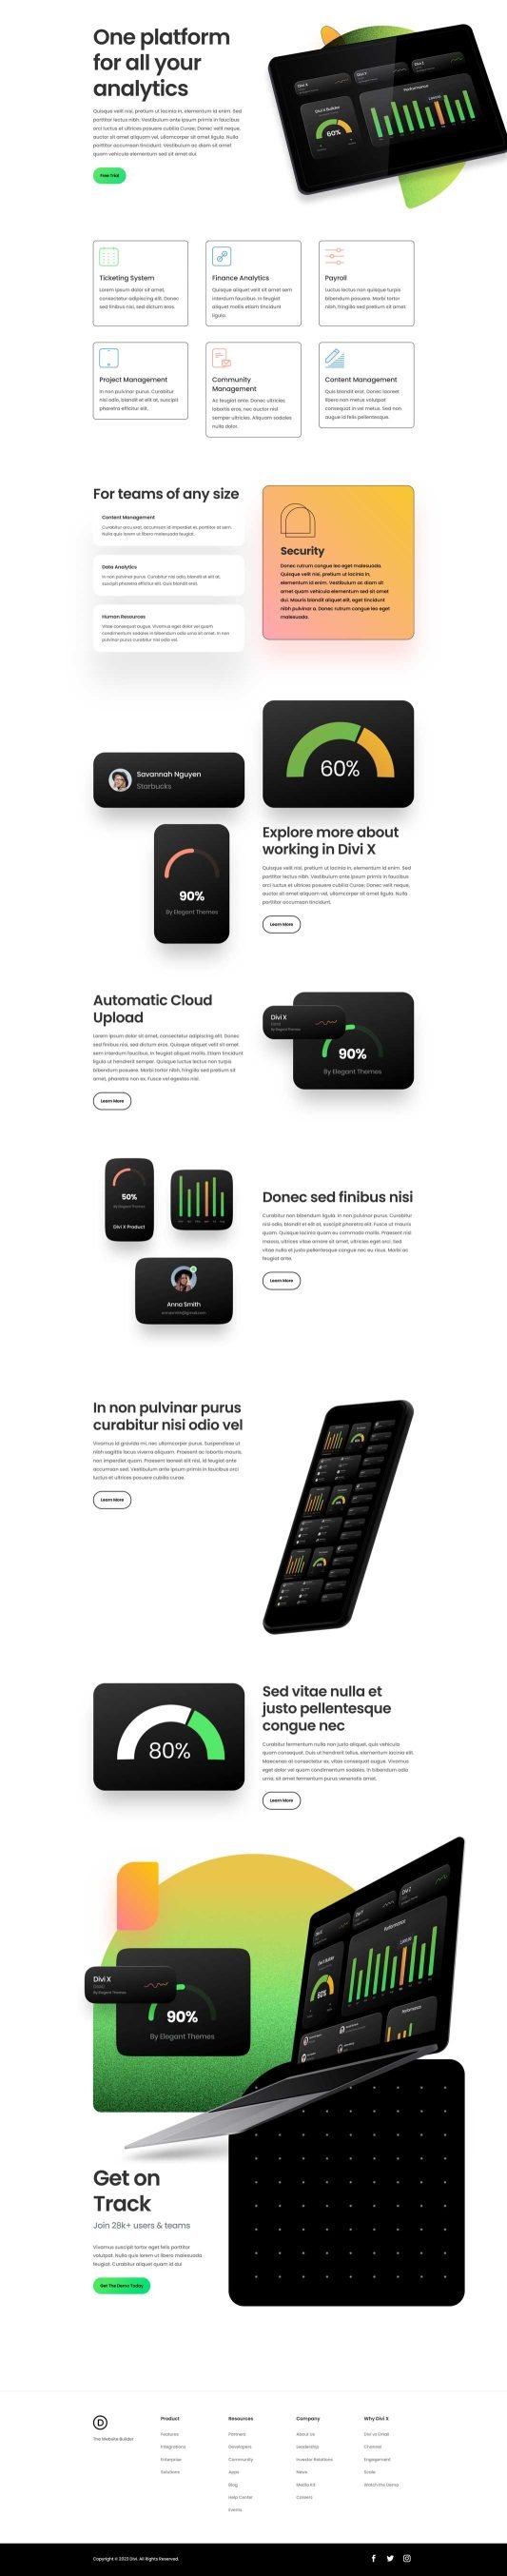 One platform
for all your
analytics
Quisque velit nisi, pretium ut lacinia in, elementum id enim. Sed
porttitor lectus nibh. Vestibulum ante ipsum primis in faucibus
orci luctus et ultrices posuere cubilia Curae; Donec velit neque,
auctor sit amet aliquam vel, ullamcorper sit amet ligula. Nulla
porttitor accumsan tincidunt. Vestibulum ac diam sit amet
quam vehicula elementum sed sit amet dui.
Free Trial
Divi X
Divi X
Divi X
Divi X Builder
60%
Performance
Ticketing System
Lorem ipsum dolor sit amet,
consectetur adipiscing elit. Donec
sed finibus nisi, sed dictum eros.
Finance Analytics
Quisque aliquet velit sit amet sem
interdum faucibus. In feugiat
aliquet mollis etiam tincidunt
ligula.
Payroll
Luctus lectus non quisque turpis
bibendum posuere. Morbi tortor
nibh, fringilla sed pretium sit amet.
Project Management
In non pulvinar purus. Curabitur
nisi odio, blandit et elit at, suscipit
pharetra efficitur elit.
Community
Management
Ac feugiat ante. Donec ultricies
lobortis eros, nec auctor nisl
semper ultricies. Aliquam sodales
nulla dolor.
Content Management
Quis blandit erat. Donec laoreet
libero non metus volutpat
consequat in vel metus. Sed non
augue id felis pellentesque.
For teams of any size
Content Management
Curabitur arcu erat, accumsan id imperdiet et, porttitor at sem.
Nulla quis lorem ut libero malesuada feugiat.
Data Analytics
In non pulvinar purus. Curabitur nisi odio, blandit et elit at,
suscipit pharetra efficitur elit. Quis blandit erat.
Human Resources
Vitae consequat augue. Vivamus eget dolor vel quam
condimentum sodales. In bibendum odio urna sit amet. In non
pulvinar purus curabitur nisi odio vel.
Security
Donec rutrum congue leo eget malesuada.
Quisque velit nisi, pretium ut lacinia in,
elementum id enim. Vestibulum ac diam sit
amet quam vehicula elementum sed sit amet
dui. Mauris blandit aliquet elit, eget tincidunt
nibh pulvinar a. Donec rutrum congue leo eget
malesuada.
60%
Savannah Nguyen
Starbucks
90%
By Elegant Themes
Explore more about
working in Divi X
Quisque velit nisi, pretium ut lacinia in, elementum id enim. Sed
porttitor lectus nibh. Vestibulum ante ipsum primis in faucibus
orci luctus et ultrices posuere cubilia Curae; Donec velit neque,
auctor sit amet aliquam vel, ullamcorper sit amet ligula. Nulla
porttitor accumsan tincidunt.
Learn More
Automatic Cloud
Upload
Lorem ipsum dolor sit amet, consectetur adipiscing elit. Donec
sed finibus nisi, sed dictum eros. Quisque aliquet velit sit amet
sem interdum faucibus. In feugiat aliquet mollis. Etiam tincidunt
ligula ut hendrerit semper. Quisque luctus lectus non turpis
bibendum posuere. Morbi tortor nibh, fringilla sed pretium sit
amet, pharetra non ex. Fusce vel egestas nisl.
Learn More
Divi X
By Elegant Themes
90%
By Elegant Themes
50%
Divi X Product
Anna Smith
Donec sed finibus nisi
Curabitur non bibendum ligula. In non pulvinar purus. Curabitur
nisi odio, blandit et elit at, suscipit pharetra elit. Fusce ut mauris
quam. Quisque lacinia quam eu commodo mollis. Praesent nisl
massa, ultrices vitae ornare sit amet, ultricies eget orci. Sed
vitae nulla et justo pellentesque congue nec eu risus. Morbi ac
feugiat ante.
Learn More
In non pulvinar purus
curabitur nisi odio vel
Vivamus id gravida mi, nec ullamcorper purus. Suspendisse ut
nibh sagittis lacus viverra aliquam. Praesent ac lobortis mauris,
non imperdiet quam. Praesent ac lobortis nisl, id feugiat ante
accumsan sed. Vestibulum ante ipsum primis in faucibus orci
luctus et ultrices posuere cubilia curae.
Learn More
80%
Sed vitae nulla et
justo pellentesque
congue nec
Curabitur fermentum nulla non justo aliquet, quis vehicula
quam consequat. Duis ut hendrerit tellus, elementum lacinia elit.
Maecenas at consectetur ex, vitae consequat augue. Vivamus
eget dolor vel quam condimentum sodales. In bibendum odio
urna, sit amet fermentum purus venenatis amet.
Learn More
Divi X
By Elegant Themes
90%
By Elegant Themes
Divi X
Performance
Get on
Track
Join 28k+ users & teams
Vivamus suscipit tortor eget felis porttitor
volutpat. Nulla quis lorem ut libero malesuada
feugiat. Curabitur aliquet quam id dui
Get The Demo Today
D
The Website Builder
Product
Features
Integrations
Enterprise
Solutions
Resources
Partners
Developers
Community
Apps
Blog
Help Center
Events
Company
About Us
Leadership
Investor Relations
News
Media Kit
Careers
Why Divi X
Divi vs Email
Channel
Engagement
Scale
Watch the Demo
Copyright © 2023 Divi. All Rights Reserved.